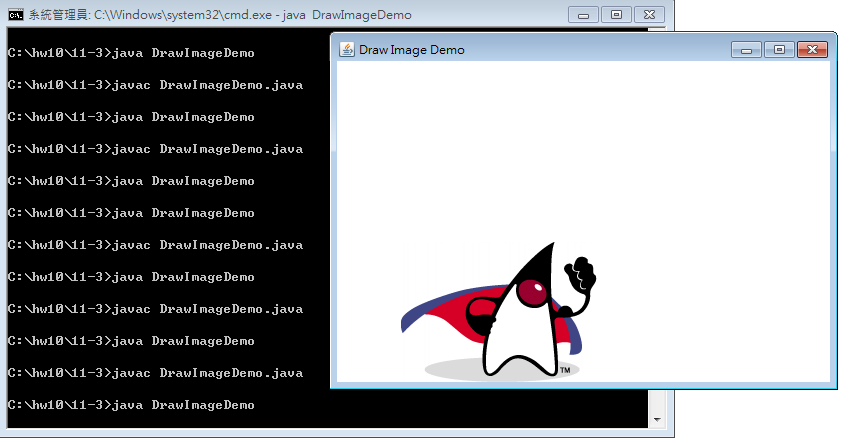 系統管理員: C:\Windows\system32\cmd.exe - java  DrawImageDemo
C:\hw10\11-3>java DrawImageDemo
C:\hw10\11-3>javac DrawImageDemo.java
C:\hw10\11-3>java DrawImageDemo
C:\hw10\11-3>javac DrawImageDemo.java
C:\hw10\11-3>java DrawImageDemo
C:\hw10\11-3>java DrawImageDemo
C:\hw10\11-3>javac DrawImageDemo.java
C:\hw10\11-3>java DrawImageDemo
C:\hw10\11-3>javac DrawImageDemo.java
C:\hw10\11-3>java DrawImageDemo
C:\hw10\11-3>javac DrawImageDemo.java
C:\hw10\11-3>java DrawImageDemo
Draw Image Demo
TM